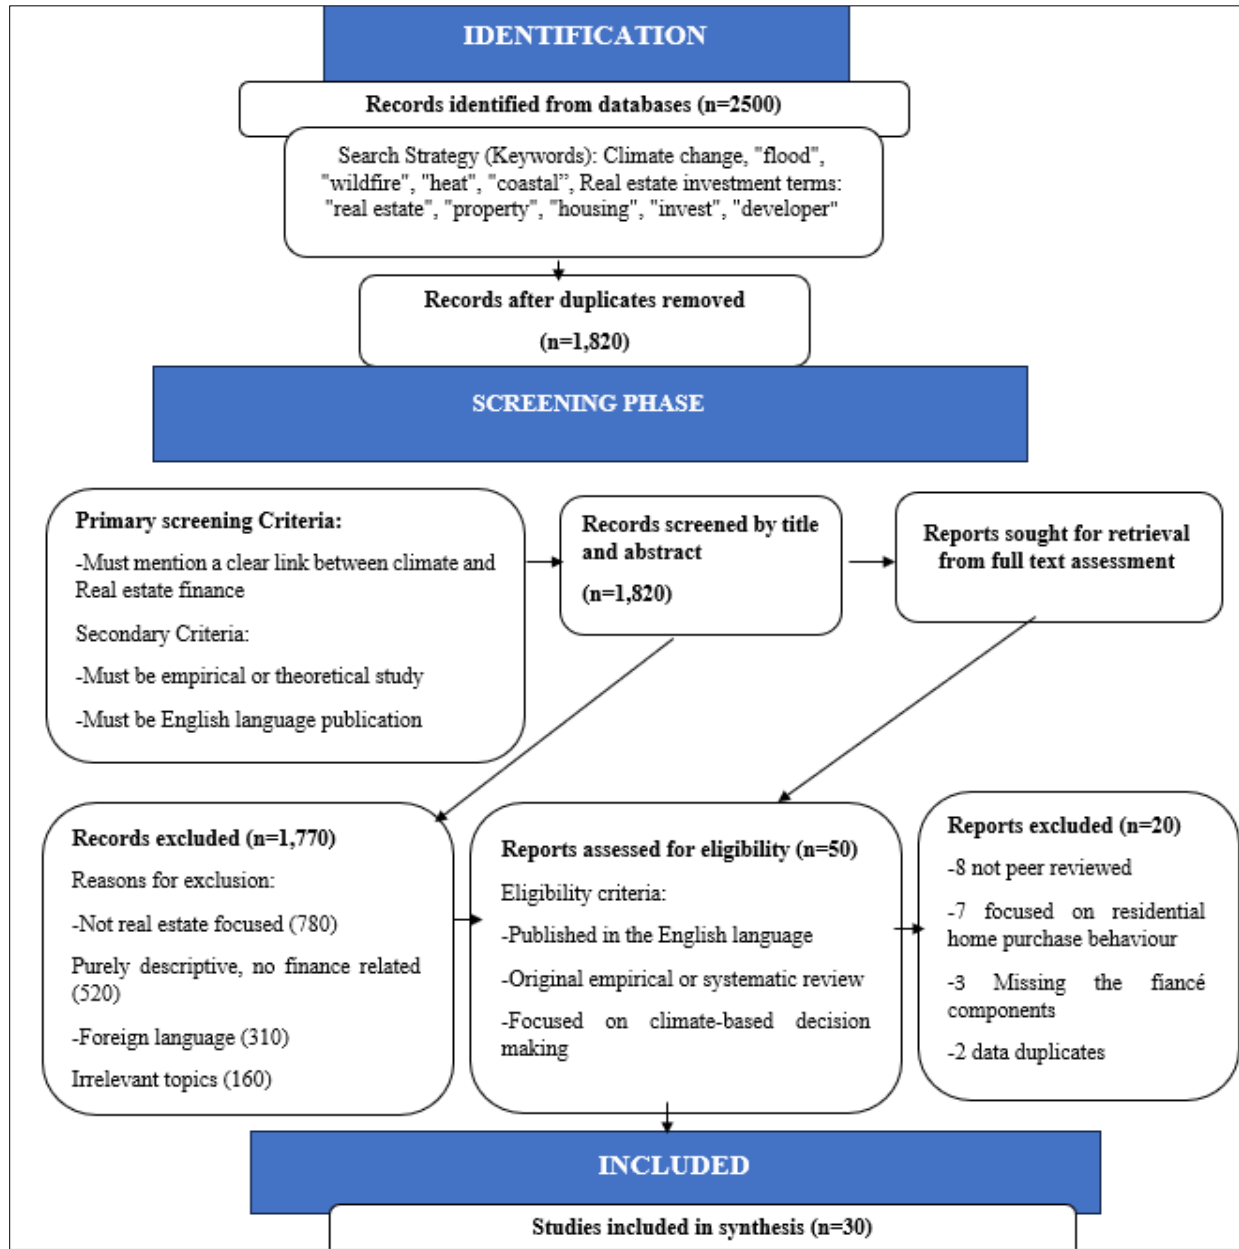 IDENTIFICATION
Records identified from databases (n=2500)
Search Strategy (Keywords): Climate change, "flood",
"wildfire", "heat", "coastal”, Real estate investment terms:
"real estate", "property", "housing", "invest", "developer"
Records after duplicates removed
(n=1,820)
SCREENING PHASE
Primary screening Criteria:
-Must mention a clear link between climate and
Real estate finance
Secondary Criteria:
-Must be empirical or theoretical study
-Must be English language publication
Records screened by title
and abstract
(n=1,820)
Reports sought for retrieval
from full text assessment
Records excluded (n=1,770)
Reasons for exclusion:
-Not real estate focused (780)
Purely descriptive, no finance related
(520)
-Foreign language (310)
Irrelevant topics (160)
Reports assessed for eligibility (n=50)
Eligibility criteria:
-Published in the English language
-Original empirical or systematic review
-Focused on climate-based decision
making
Reports excluded (n=20)
-8 not peer reviewed
-7 focused on residential
home purchase behaviour
-3 Missing the fiancé
components
-2 data duplicates
INCLUDED
Studies included in synthesis (n=30)